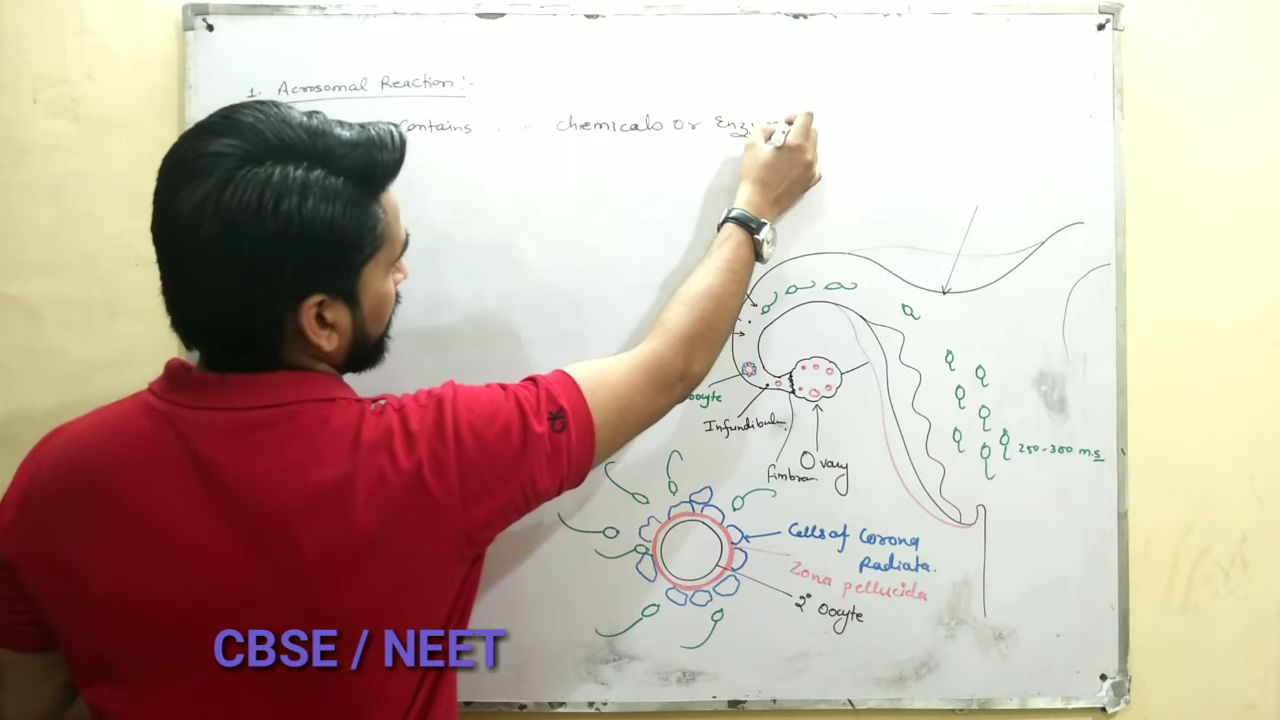 1. Acrosomal Reaction :-
Contains
chemicals or
oocyte
Infundibulum
Ovary
Fimbrae
250-300 m.s
Cells of Corona
Radiata.
Zona pellucida
2° Oocyte
CK
CBSE / NEET